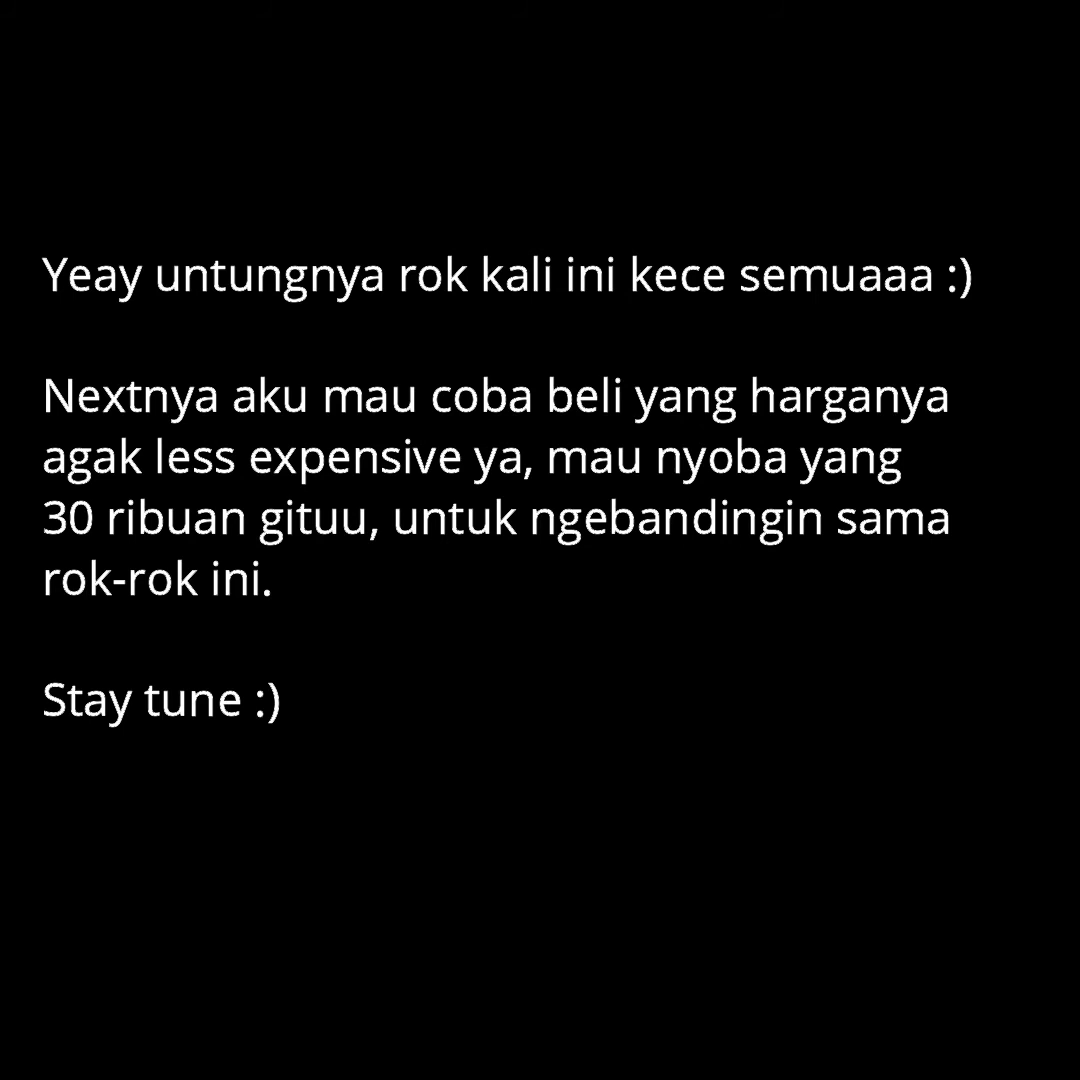 Yeay untungnya rok kali ini kece semuaaa :)
Nextnya aku mau coba beli yang harganya
agak less expensive ya, mau nyoba yang
30 ribuan gituu, untuk ngebandingin sama
rok-rok ini.
Stay tune :)